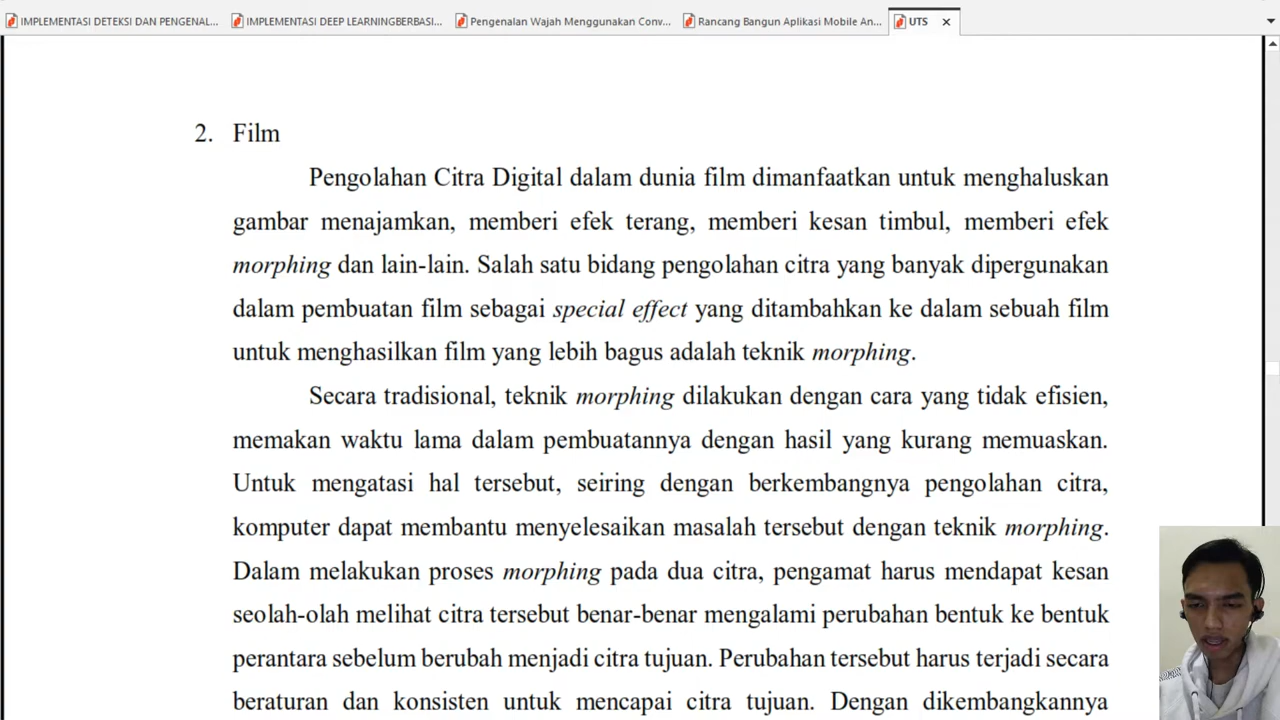 IMPLEMENTASI DETEKSI DAN PENGENAL...
IMPLEMENTASI DEEP LEARNINGBERBASI...
Pengenalan Wajah Menggunakan Conv...
Rancang Bangun Aplikasi Mobile An...
UTS
2. Film
Pengolahan Citra Digital dalam dunia film dimanfaatkan untuk menghaluskan
gambar menajamkan, memberi efek terang, memberi kesan timbul, memberi efek
morphing dan lain-lain. Salah satu bidang pengolahan citra yang banyak dipergunakan
dalam pembuatan film sebagai special effect yang ditambahkan ke dalam sebuah film
untuk menghasilkan film yang lebih bagus adalah teknik morphing.
Secara tradisional, teknik morphing dilakukan dengan cara yang tidak efisien,
memakan waktu lama dalam pembuatannya dengan hasil yang kurang memuaskan.
Untuk mengatasi hal tersebut, seiring dengan berkembangnya pengolahan citra,
komputer dapat membantu menyelesaikan masalah tersebut dengan teknik morphing.
Dalam melakukan proses morphing pada dua citra, pengamat harus mendapat kesan
seolah-olah melihat citra tersebut benar-benar mengalami perubahan bentuk ke bentuk
perantara sebelum berubah menjadi citra tujuan. Perubahan tersebut harus terjadi secara
beraturan dan konsisten untuk mencapai citra tujuan. Dengan dikembangkannya